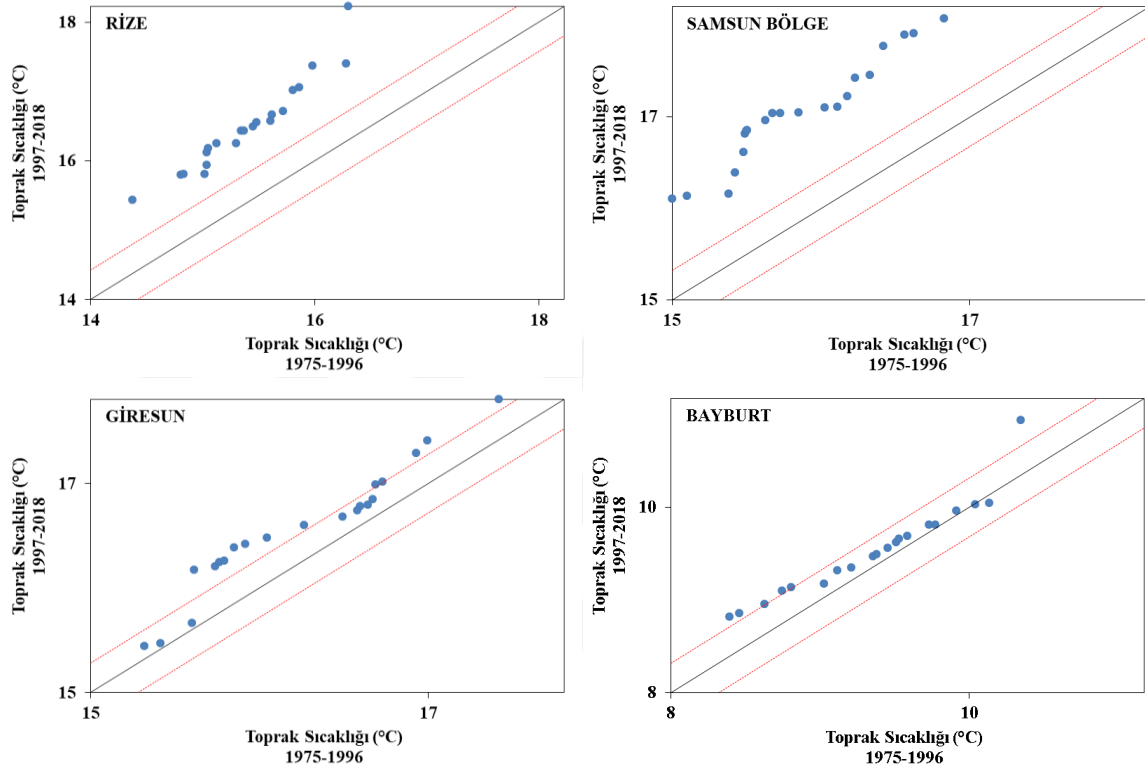 RİZE
Toprak Sıcaklığı (°C)
1997-2018
18
16
14
14
16
18
Toprak Sıcaklığı (°C)
1975-1996
SAMSUN BÖLGE
Toprak Sıcaklığı (°C)
1997-2018
17
15
15
17
Toprak Sıcaklığı (°C)
1975-1996
GİRESUN
Toprak Sıcaklığı (°C)
1997-2018
17
15
15
17
Toprak Sıcaklığı (°C)
1975-1996
BAYBURT
Toprak Sıcaklığı (°C)
1997-2018
10
8
8
10
Toprak Sıcaklığı (°C)
1975-1996